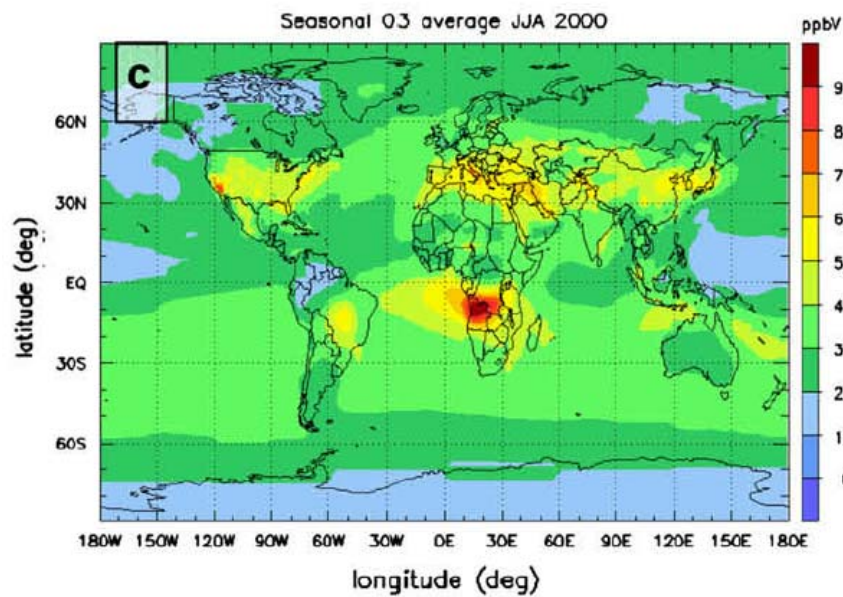 Seasonal O3 average JJA 2000
ppbV
C
9
8
7
6
5
4
3
2
1
latitude (deg)
60N
30N
EQ
30S
60S
180W 150W 120W 90W 60W 30W 0E 30E 60E 90E 120E 150E 180E
longitude (deg)